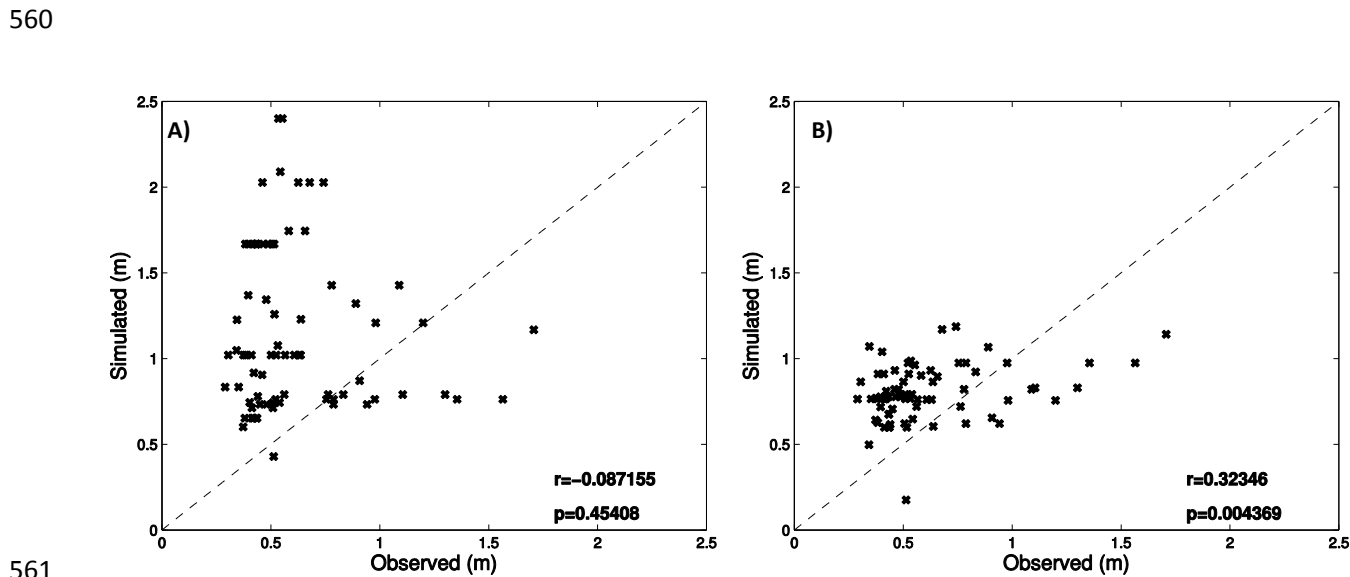 560
A)
2.5
2
1.5
1
0.5
0
Simulated (m)
0 0.5 1 1.5 2 2.5
Observed (m)
r=−0.087155
p=0.45408
B)
2.5
2
1.5
1
0.5
0
Simulated (m)
0 0.5 1 1.5 2 2.5
Observed (m)
r=0.32346
p=0.004369
561